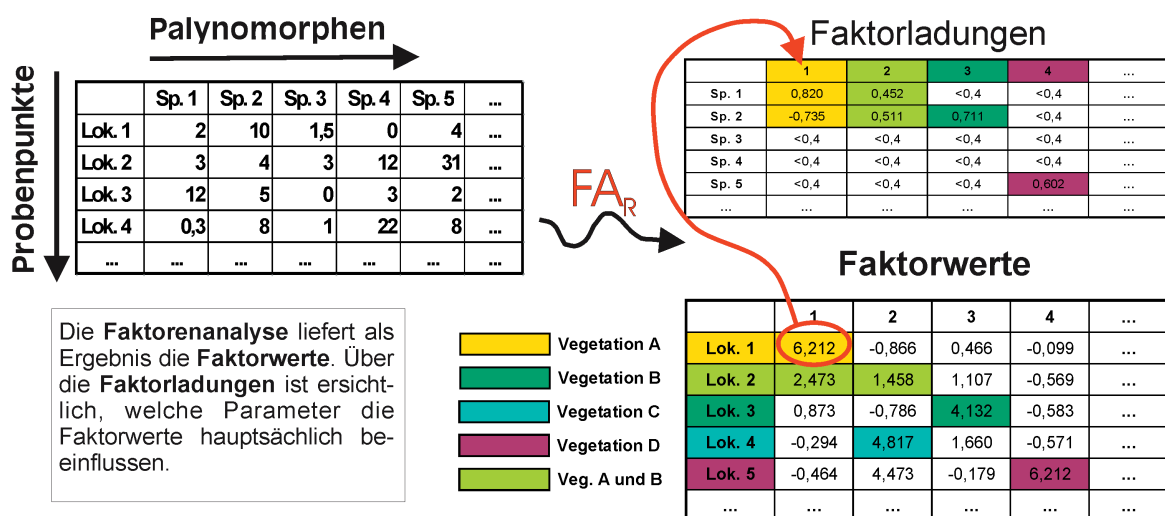 Palynomorphen
Probenpunkte
Sp. 1 Sp. 2 Sp. 3 Sp. 4 Sp. 5 ...
Lok. 1 2 10 1,5 0 4 ...
Lok. 2 3 4 3 12 31 ...
Lok. 3 12 5 0 3 2 ...
Lok. 4 0,3 8 1 22 8 ...
... ... ... ... ... ... ...
Die Faktorenanalyse liefert als
Ergebnis die Faktorwerte. Über
die Faktorladungen ist ersicht-
lich, welche Parameter die
Faktorwerte hauptsächlich be-
einflussen.
FAR
Faktorladungen
1 2 3 4 ...
Sp. 1 0,820 0,452 <0,4 <0,4 ...
Sp. 2 -0,735 0,511 0,711 <0,4 ...
Sp. 3 <0,4 <0,4 <0,4 <0,4 ...
Sp. 4 <0,4 <0,4 <0,4 <0,4 ...
Sp. 5 <0,4 <0,4 <0,4 0,602 ...
... ... ... ... ... ...
Vegetation A
Vegetation B
Vegetation C
Vegetation D
Veg. A und B
Faktorwerte
1 2 3 4 ...
Lok. 1 6,212 -0,866 0,466 -0,099 ...
Lok. 2 2,473 1,458 1,107 -0,569 ...
Lok. 3 0,873 -0,786 4,132 -0,583 ...
Lok. 4 -0,294 4,817 1,660 -0,571 ...
Lok. 5 -0,464 4,473 -0,179 6,212 ...
... ... ... ... ... ...